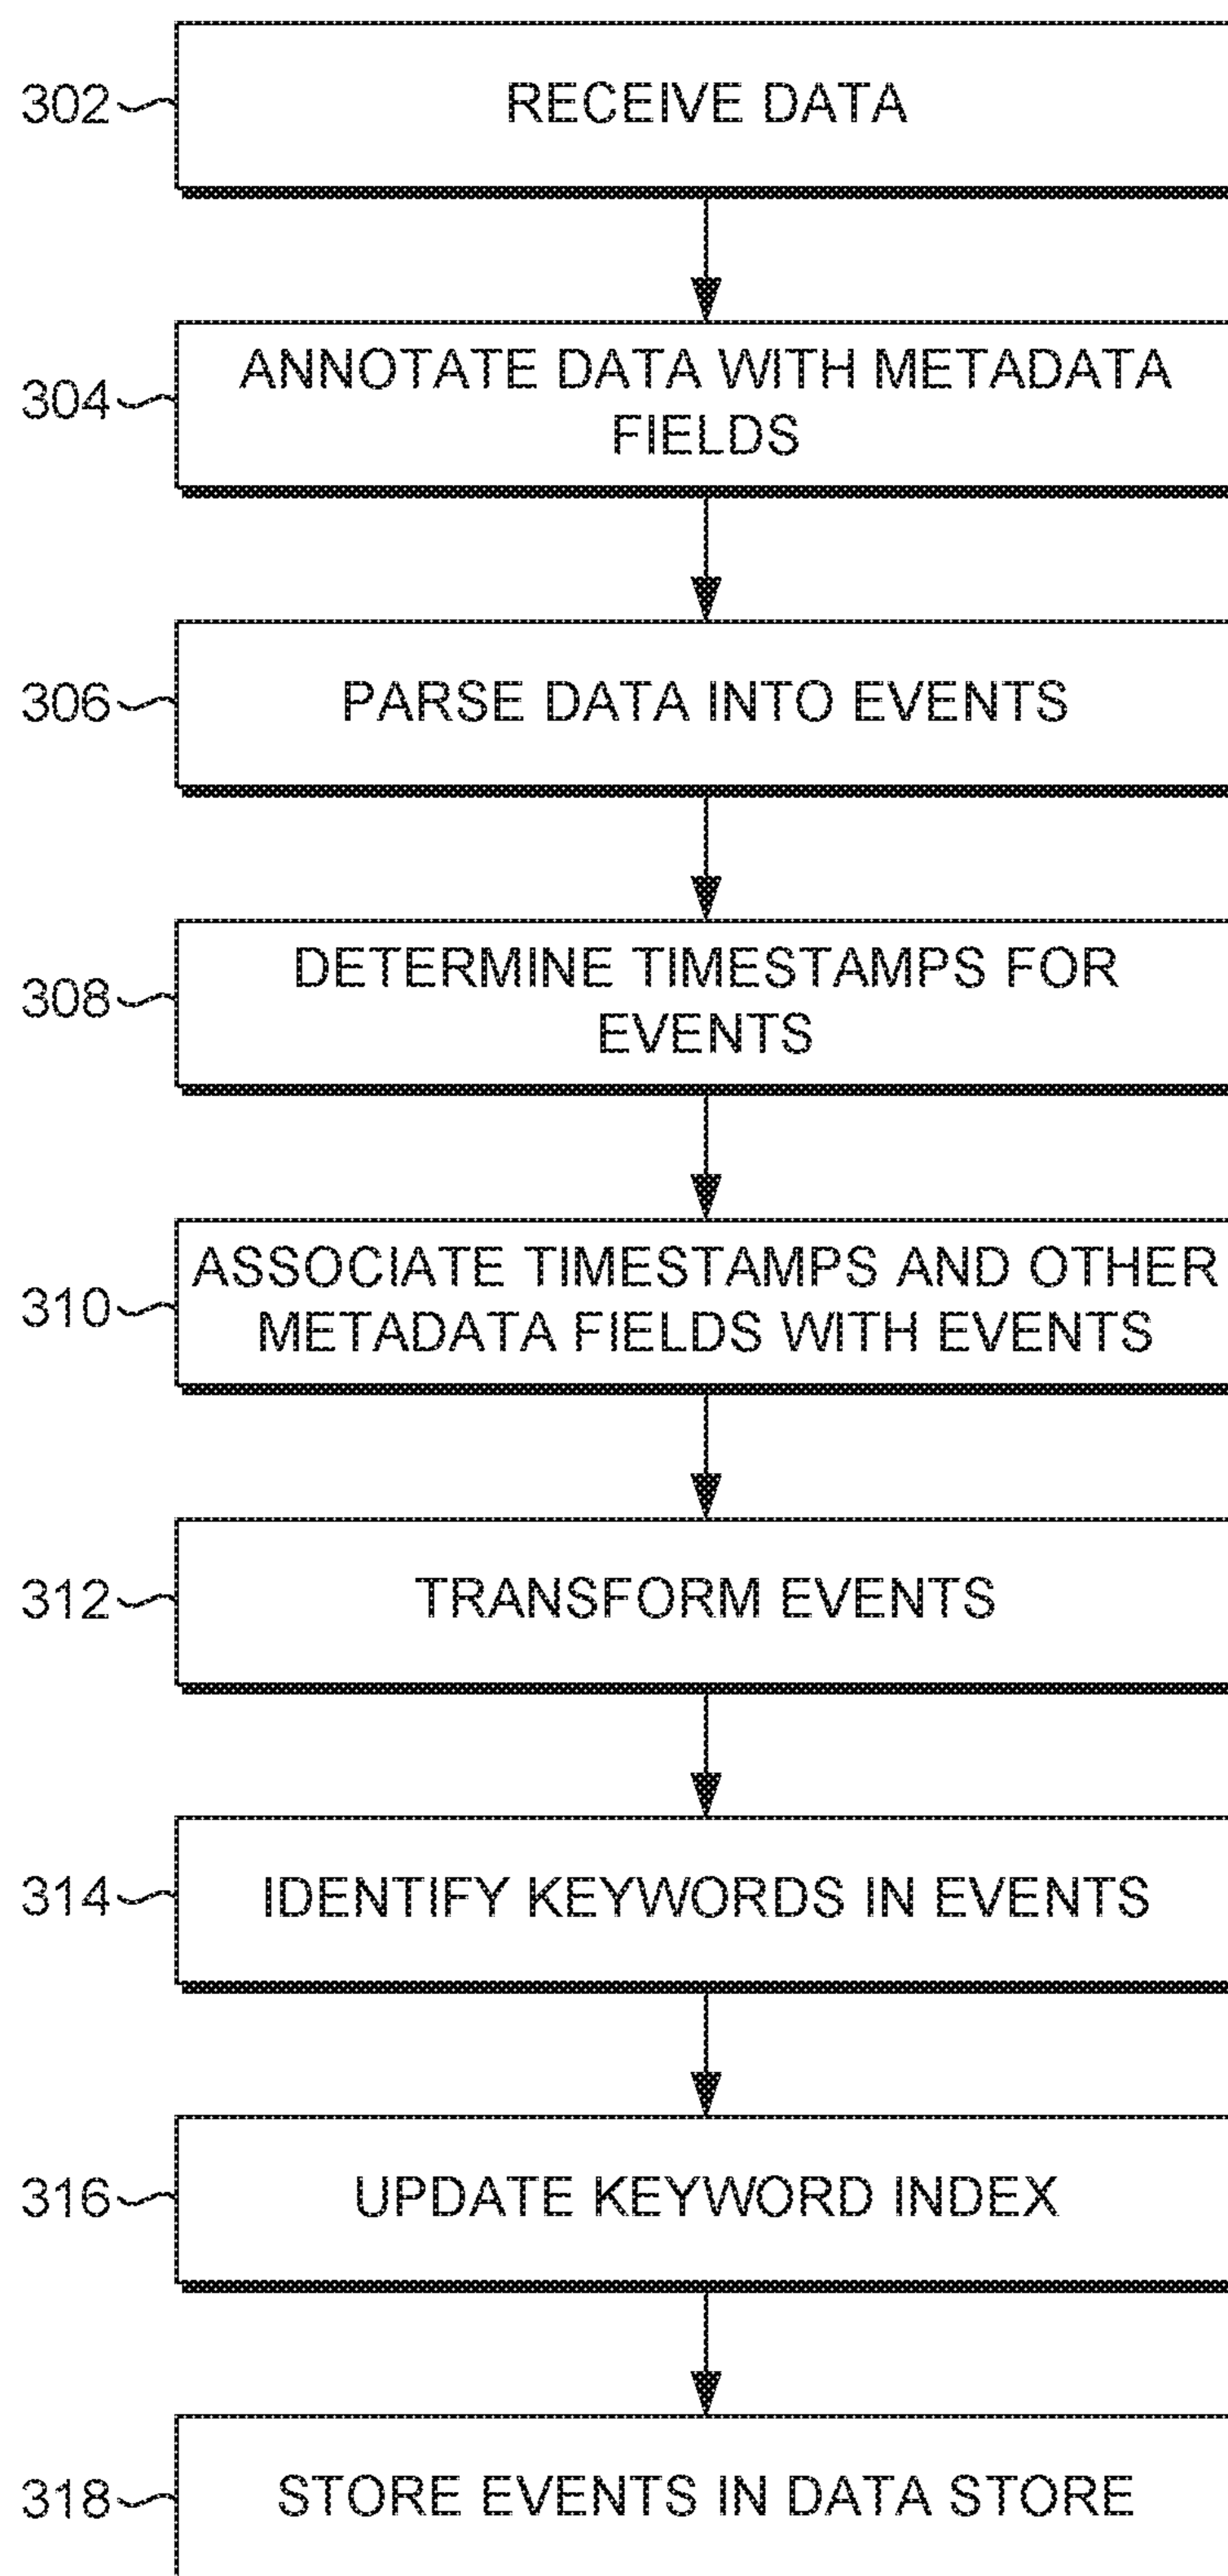 302
RECEIVE DATA
304
ANNOTATE DATA WITH METADATA
FIELDS
306
PARSE DATA INTO EVENTS
308
DETERMINE TIMESTAMPS FOR
EVENTS
310
ASSOCIATE TIMESTAMPS AND OTHER
METADATA FIELDS WITH EVENTS
312
TRANSFORM EVENTS
314
IDENTIFY KEYWORDS IN EVENTS
316
UPDATE KEYWORD INDEX
318
STORE EVENTS IN DATA STORE